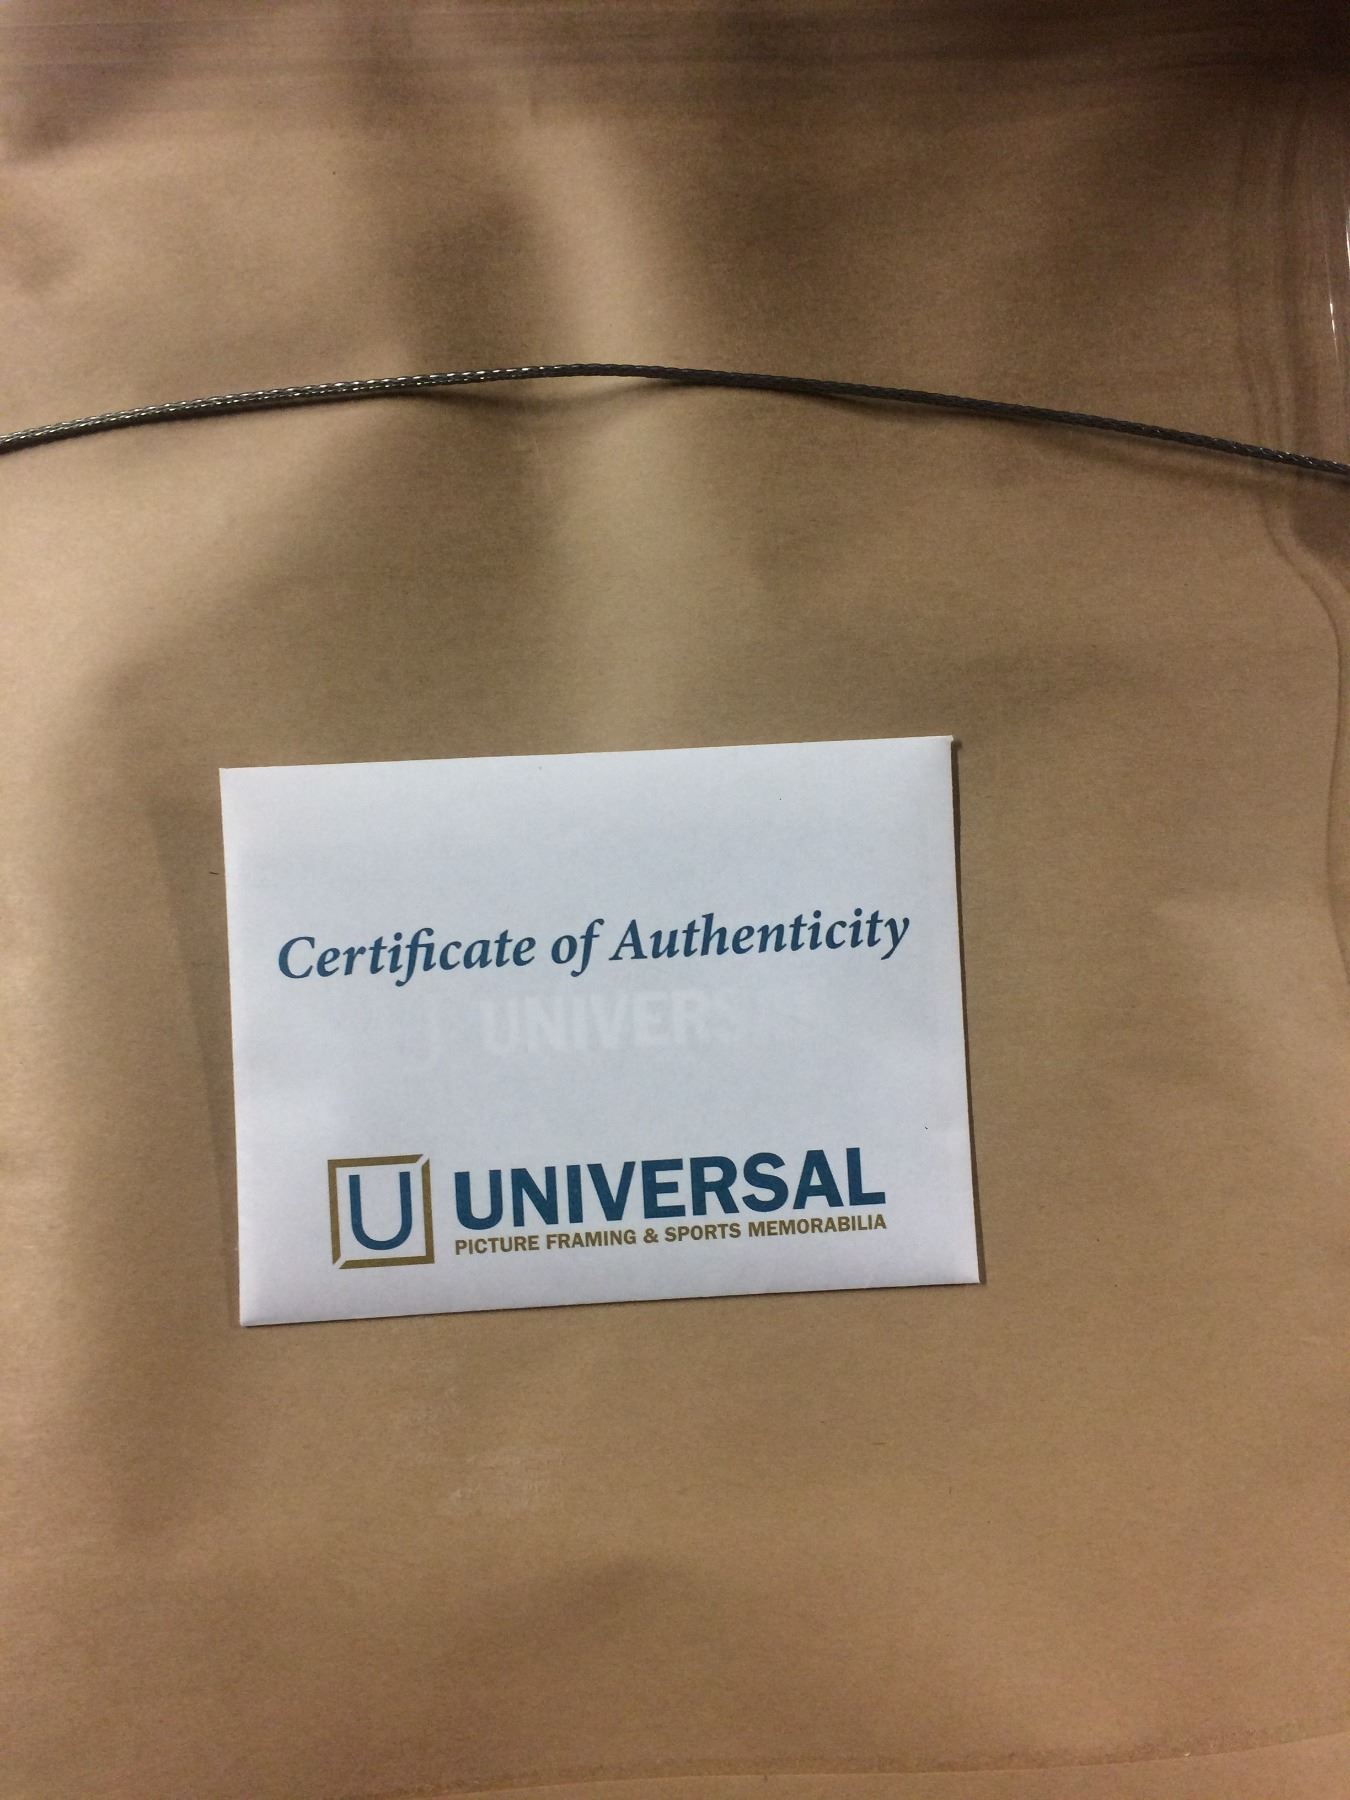 Certificate of Authenticity
UNIVERS
U UNIVERSAL
PICTURE FRAMING & SPORTS MEMORABILIA